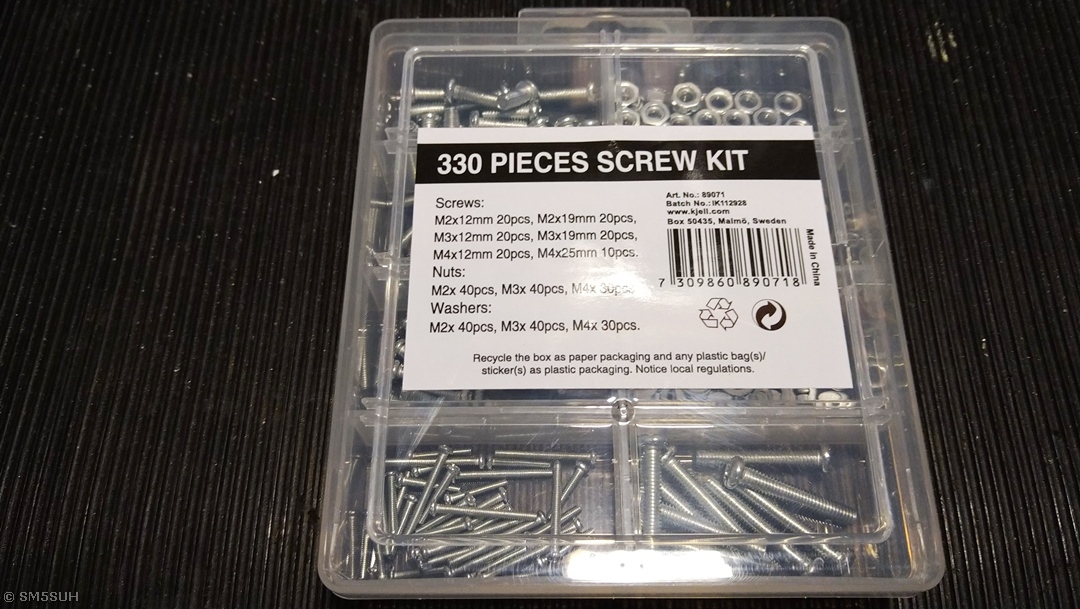 330 PIECES SCREW KIT
Screws:
M2x12mm 20pcs, M2x19mm 20pcs,
M3x12mm 20pcs, M3x19mm 20pcs,
M4x12mm 20pcs, M4x25mm 10pcs.
Nuts:
M2x 40pcs, M3x 40pcs, M4x 30pcs.
Washers:
M2x 40pcs, M3x 40pcs, M4x 30pcs.
Art. No.: 89071
Batch No.: IK112928
www.kjell.com
Box 50435, Malmö, Sweden
Made in China
7 309860 890718
Recycle the box as paper packaging and any plastic bag(s)/
sticker(s) as plastic packaging. Notice local regulations.
© SM5SUH